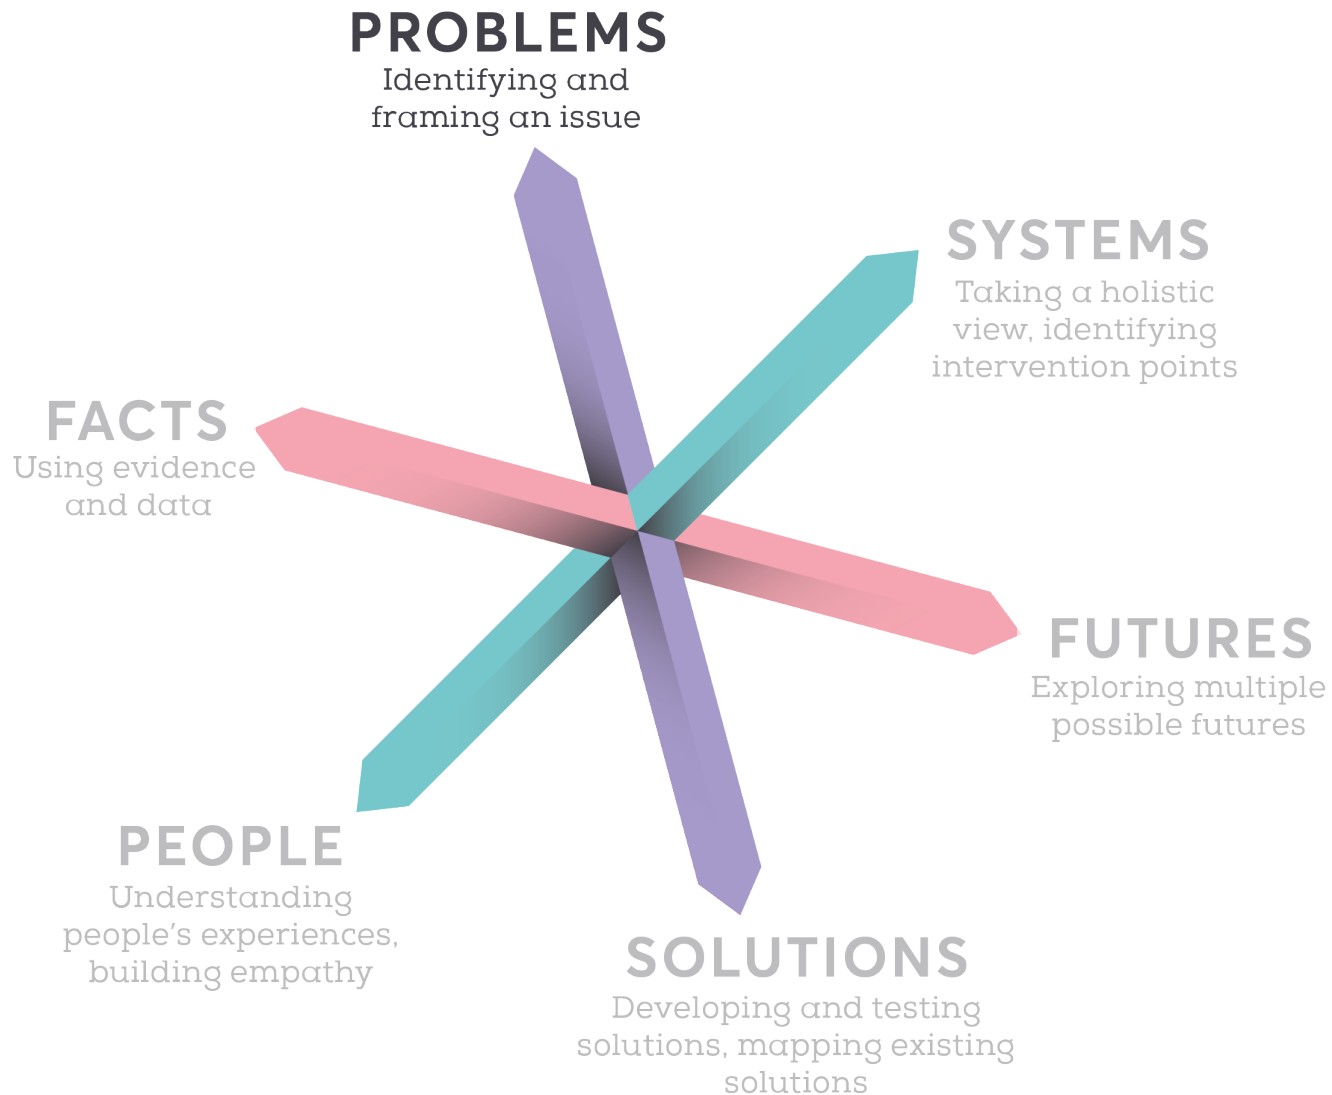 PROBLEMS
Identifying and
framing an issue
SYSTEMS
Taking a holistic
view, identifying
intervention points
FACTS
Using evidence
and data
FUTURES
Exploring multiple
possible futures
PEOPLE
Understanding
people's experiences,
building empathy
SOLUTIONS
Developing and testing
solutions, mapping existing
solutions